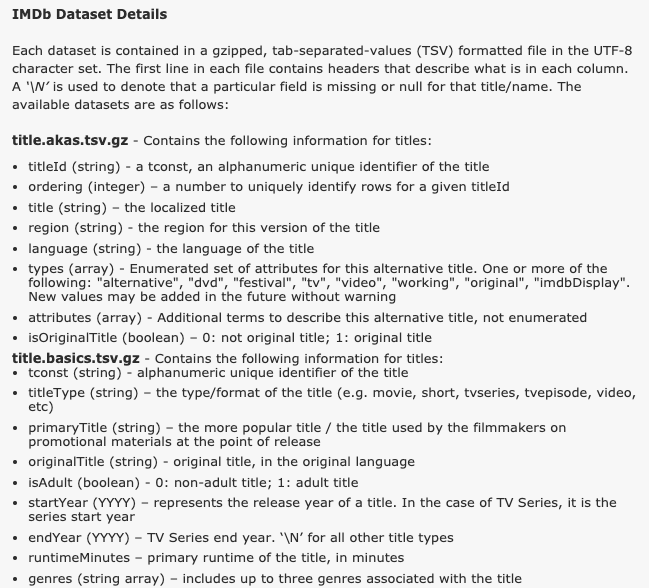 IMDb Dataset Details
Each dataset is contained in a gzipped, tab-separated-values (TSV) formatted file in the UTF-8
character set. The first line in each file contains headers that describe what is in each column.
A ‘\N’ is used to denote that a particular field is missing or null for that title/name. The
available datasets are as follows:
title.akas.tsv.gz - Contains the following information for titles:
• titleId (string) - a tconst, an alphanumeric unique identifier of the title
• ordering (integer) – a number to uniquely identify rows for a given titleId
• title (string) – the localized title
• region (string) - the region for this version of the title
• language (string) - the language of the title
• types (array) - Enumerated set of attributes for this alternative title. One or more of the
following: "alternative", "dvd", "festival", "tv", "video", "working", "original", "imdbDisplay".
New values may be added in the future without warning
• attributes (array) - Additional terms to describe this alternative title, not enumerated
• isOriginalTitle (boolean) – 0: not original title; 1: original title
title.basics.tsv.gz - Contains the following information for titles:
• tconst (string) - alphanumeric unique identifier of the title
• titleType (string) – the type/format of the title (e.g. movie, short, tvseries, tvepisode, video,
etc)
• primaryTitle (string) – the more popular title / the title used by the filmmakers on
promotional materials at the point of release
• originalTitle (string) - original title, in the original language
• isAdult (boolean) - 0: non-adult title; 1: adult title
• startYear (YYYY) – represents the release year of a title. In the case of TV Series, it is the
series start year
• endYear (YYYY) – TV Series end year. ‘\N’ for all other title types
• runtimeMinutes – primary runtime of the title, in minutes
• genres (string array) – includes up to three genres associated with the title